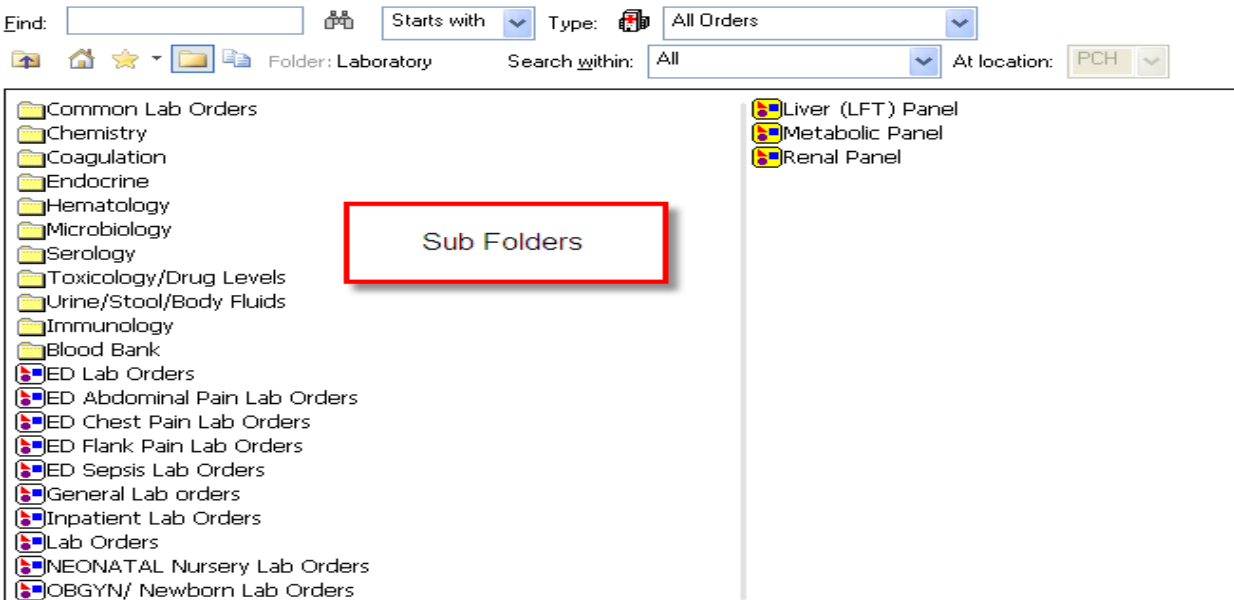 Find: Starts with Type: All Orders
Folder: Laboratory Search within: All At location: PCH
Common Lab Orders
Chemistry
Coagulation
Endocrine
Hematology
Microbiology
Serology
Toxicology/Drug Levels
Urine/Stool/Body Fluids
Immunology
Blood Bank
ED Lab Orders
ED Abdominal Pain Lab Orders
ED Chest Pain Lab Orders
ED Flank Pain Lab Orders
ED Sepsis Lab Orders
General Lab orders
Inpatient Lab Orders
Lab Orders
NEONATAL Nursery Lab Orders
OBGYN/ Newborn Lab Orders
Sub Folders
Liver (LFT) Panel
Metabolic Panel
Renal Panel